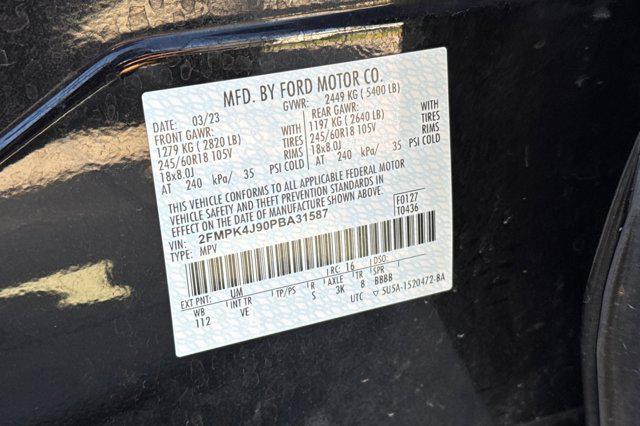 MFD. BY FORD MOTOR CO.
DATE: 03/23 GVWR: 2449 KG ( 5400 LB)
FRONT GAWR: REAR GAWR:
1279 KG ( 2820 LB) WITH 1197 KG ( 2640 LB) WITH
245/60R18 105V TIRES 245/60R18 105V TIRES
18x8.0J RIMS 18x8.0J RIMS
AT 240 kPa/ 35 PSI COLD AT 240 kPa/ 35 PSI COLD
THIS VEHICLE CONFORMS TO ALL APPLICABLE FEDERAL MOTOR
VEHICLE SAFETY AND THEFT PREVENTION STANDARDS IN
EFFECT ON THE DATE OF MANUFACTURE SHOWN ABOVE.
VIN: 2FMPK4J90PBA31587 F0127
TYPE: MPV T0436
EXT PNT: UM RC: 16 DSO:
WB INT TR TP/PS R AXLE TR SPR
112 VE S 3K 8 BBBB
UTC ▽ 5U5A-1520472-BA